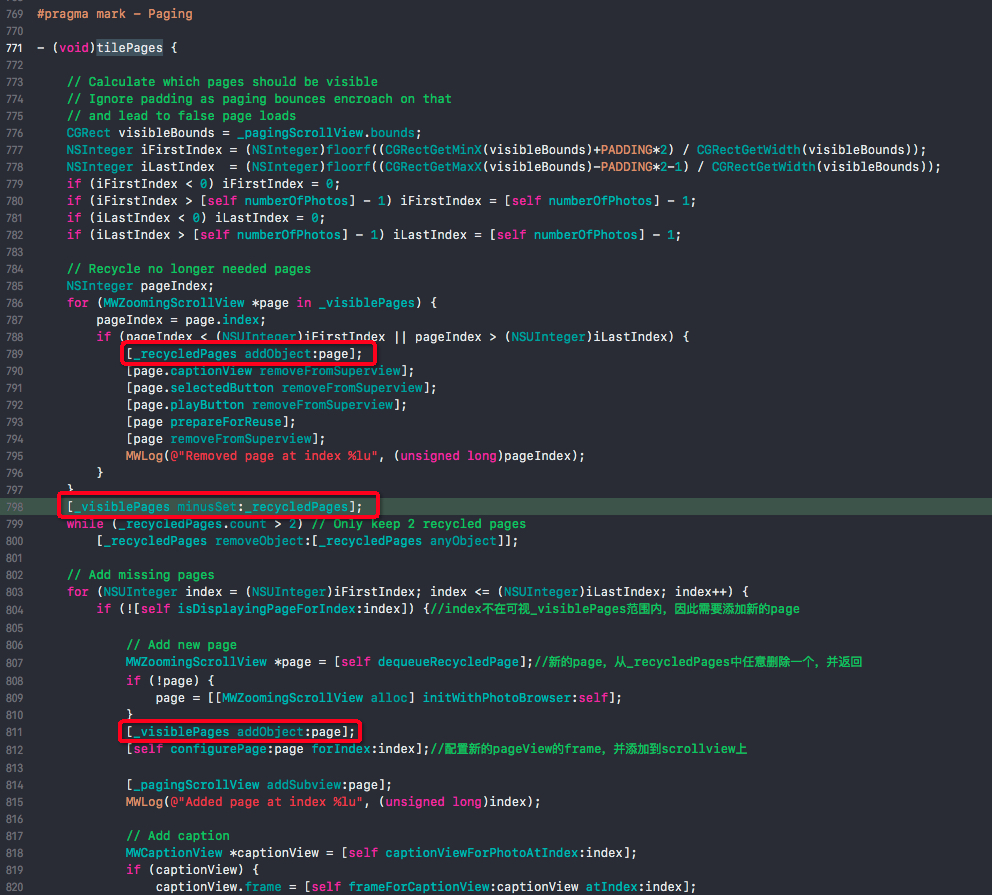 769 #pragma mark - Paging
770
771 - (void)tilePages {
772
773 // Calculate which pages should be visible
774 // Ignore padding as paging bounces encroach on that
775 // and lead to false page loads
776 CGRect visibleBounds = _pagingScrollView.bounds;
777 NSInteger iFirstIndex = (NSInteger)floorf((CGRectGetMinX(visibleBounds)+PADDING*2) / CGRectGetWidth(visibleBounds));
778 NSInteger iLastIndex  = (NSInteger)floorf((CGRectGetMaxX(visibleBounds)-PADDING*2-1) / CGRectGetWidth(visibleBounds));
779 if (iFirstIndex < 0) iFirstIndex = 0;
780 if (iFirstIndex > [self numberOfPhotos] - 1) iFirstIndex = [self numberOfPhotos] - 1;
781 if (iLastIndex < 0) iLastIndex = 0;
782 if (iLastIndex > [self numberOfPhotos] - 1) iLastIndex = [self numberOfPhotos] - 1;
783
784 // Recycle no longer needed pages
785 NSInteger pageIndex;
786 for (MWZoomingScrollView *page in _visiblePages) {
787 pageIndex = page.index;
788 if (pageIndex < (NSUInteger)iFirstIndex || pageIndex > (NSUInteger)iLastIndex) {
789 [_recycledPages addObject:page];
790 [page.captionView removeFromSuperview];
791 [page.selectedButton removeFromSuperview];
792 [page.playButton removeFromSuperview];
793 [page prepareForReuse];
794 [page removeFromSuperview];
795 MWLog(@"Removed page at index %lu", (unsigned long)pageIndex);
796 }
797 }
798 [_visiblePages minusSet:_recycledPages];
799 while (_recycledPages.count > 2) // Only keep 2 recycled pages
800 [_recycledPages removeObject:[_recycledPages anyObject]];
801
802 // Add missing pages
803 for (NSUInteger index = (NSUInteger)iFirstIndex; index <= (NSUInteger)iLastIndex; index++) {
804 if (![self isDisplayingPageForIndex:index]) {//index不在可视_visiblePages范围内，因此需要添加新的page
805
806 // Add new page
807 MWZoomingScrollView *page = [self dequeueRecycledPage];//新的page，从_recycledPages中任意删除一个，并返回
808 if (!page) {
809 page = [[MWZoomingScrollView alloc] initWithPhotoBrowser:self];
810 }
811 [_visiblePages addObject:page];
812 [self configurePage:page forIndex:index];//配置新的pageView的frame，并添加到scrollview上
813
814 [_pagingScrollView addSubview:page];
815 MWLog(@"Added page at index %lu", (unsigned long)index);
816
817 // Add caption
818 MWCaptionView *captionView = [self captionViewForPhotoAtIndex:index];
819 if (captionView) {
820 captionView.frame = [self frameForCaptionView:captionView atIndex:index];